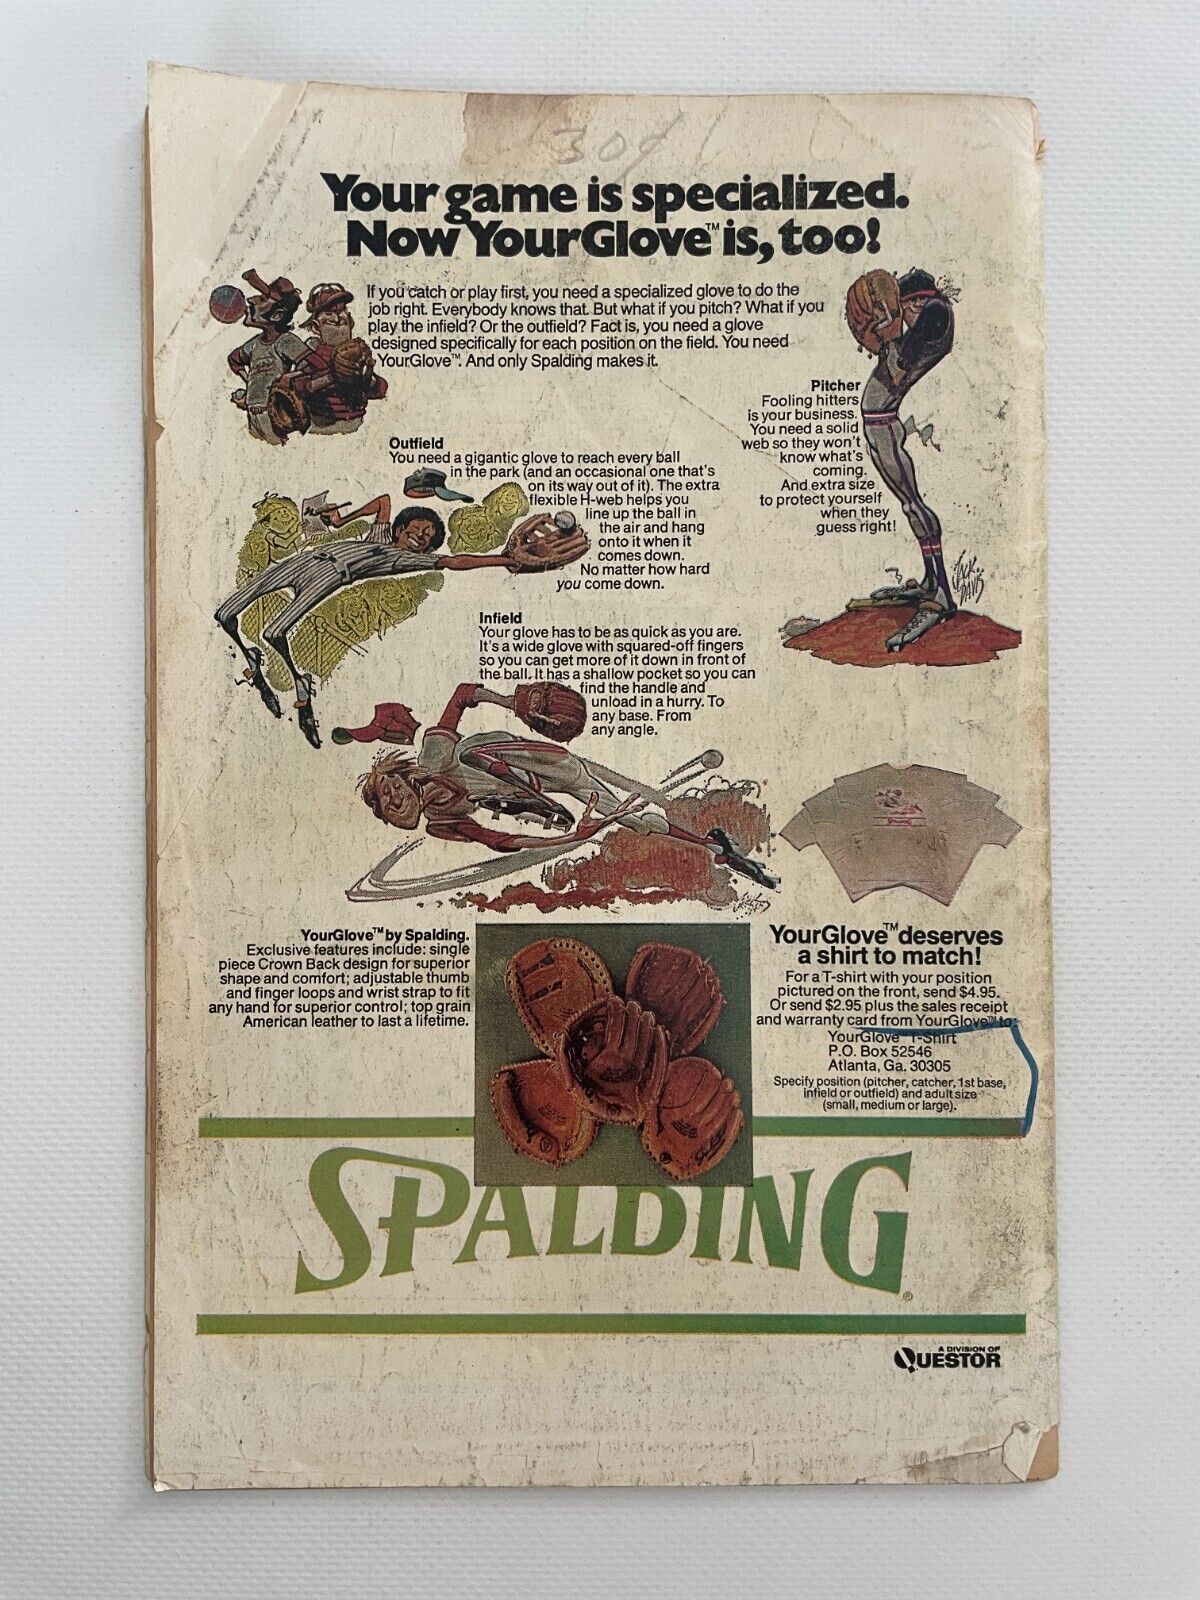 30¢
Your game is specialized.
Now YourGlove™ is, too!
If you catch or play first, you need a specialized glove to do the
job right. Everybody knows that. But what if you pitch? What if you
play the infield? Or the outfield? Fact is, you need a glove
designed specifically for each position on the field. You need
YourGlove™. And only Spalding makes it.
Pitcher
Fooling hitters
is your business.
You need a solid
web so they won't
know what's
coming.
And extra size
to protect yourself
when they
guess right!
JACK DAVIS
Outfield
You need a gigantic glove to reach every ball
in the park (and an occasional one that's
on its way out of it). The extra
flexible H-web helps you
line up the ball in
the air and hang
onto it when it
comes down.
No matter how hard
you come down.
Infield
Your glove has to be as quick as you are.
It's a wide glove with squared-off fingers
so you can get more of it down in front of
the ball. It has a shallow pocket so you can
find the handle and
unload in a hurry. To
any base. From
any angle.
SPALDING
YourGlove™ by Spalding.
Exclusive features include: single
piece Crown Back design for superior
shape and comfort; adjustable thumb
and finger loops and wrist strap to fit
any hand for superior control; top grain
American leather to last a lifetime.
YourGlove™ deserves
a shirt to match!
For a T-shirt with your position
pictured on the front, send $4.95.
Or send $2.95 plus the sales receipt
and warranty card from YourGlove™ to:
YourGlove™ T-Shirt
P.O. Box 52546
Atlanta, Ga. 30305
Specify position (pitcher, catcher, 1st base,
infield or outfield) and adult size
(small, medium or large).
SPALDING®
A DIVISION OF
QUESTOR